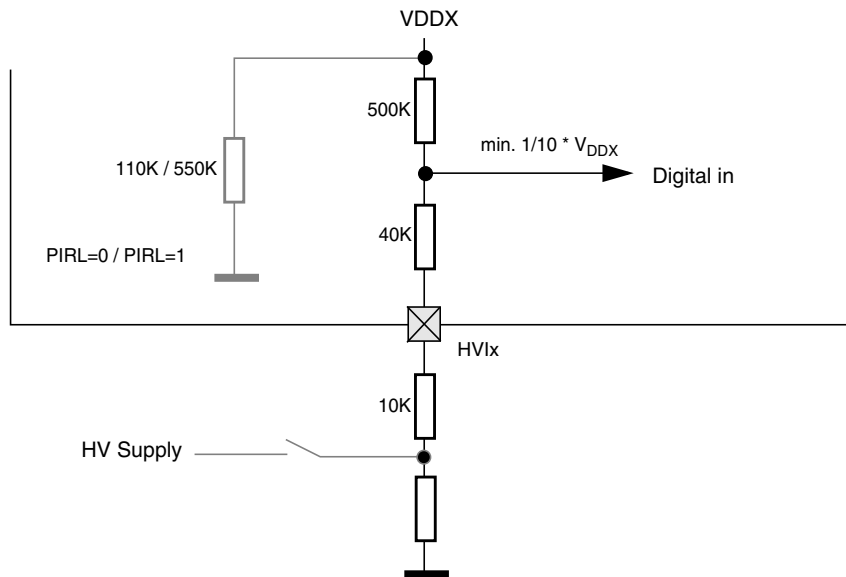 VDDX
500K
min. 1/10 * VDDX
110K / 550K
Digital in
40K
PIRL=0 / PIRL=1
HVIx
10K
HV Supply